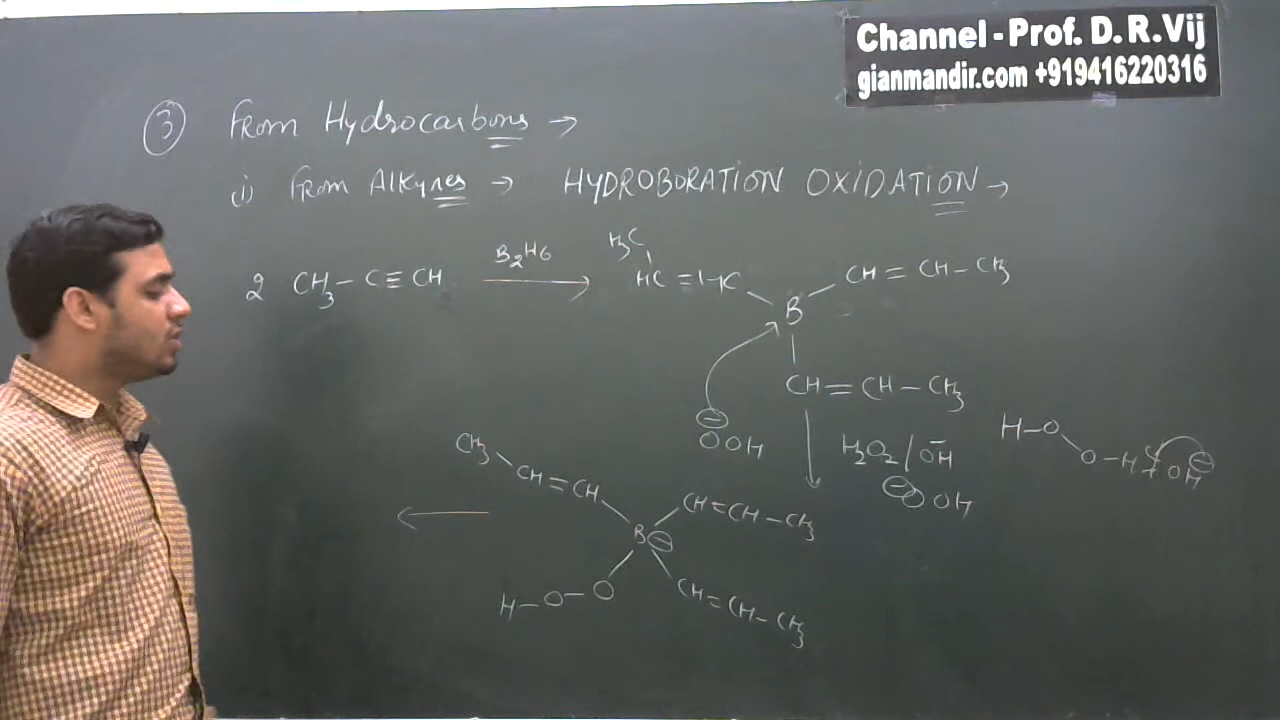 Channel - Prof. D. R. Vij
gianmandir.com +919416220316
③ From Hydrocarbons →
(i) From Alkynes → HYDROBORATION OXIDATION →
2 CH₃ – C ≡ CH
B₂H₆
H₃C
HC = HC
B
CH = CH – CH₃
CH = CH – CH₃
⊖
OOH
H₂O₂ / OH⁻
⊖OOH
H – O
O – H
OH ⊖
CH₃
CH = CH
CH = CH – CH₃
B ⊖
H – O – O
CH = CH – CH₃